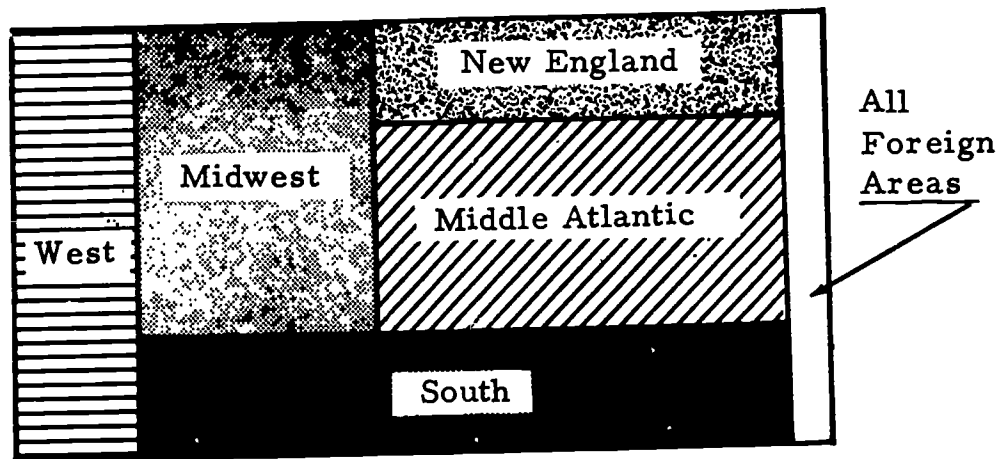 New England
All
Foreign
Areas
Midwest
Middle Atlantic
West
South